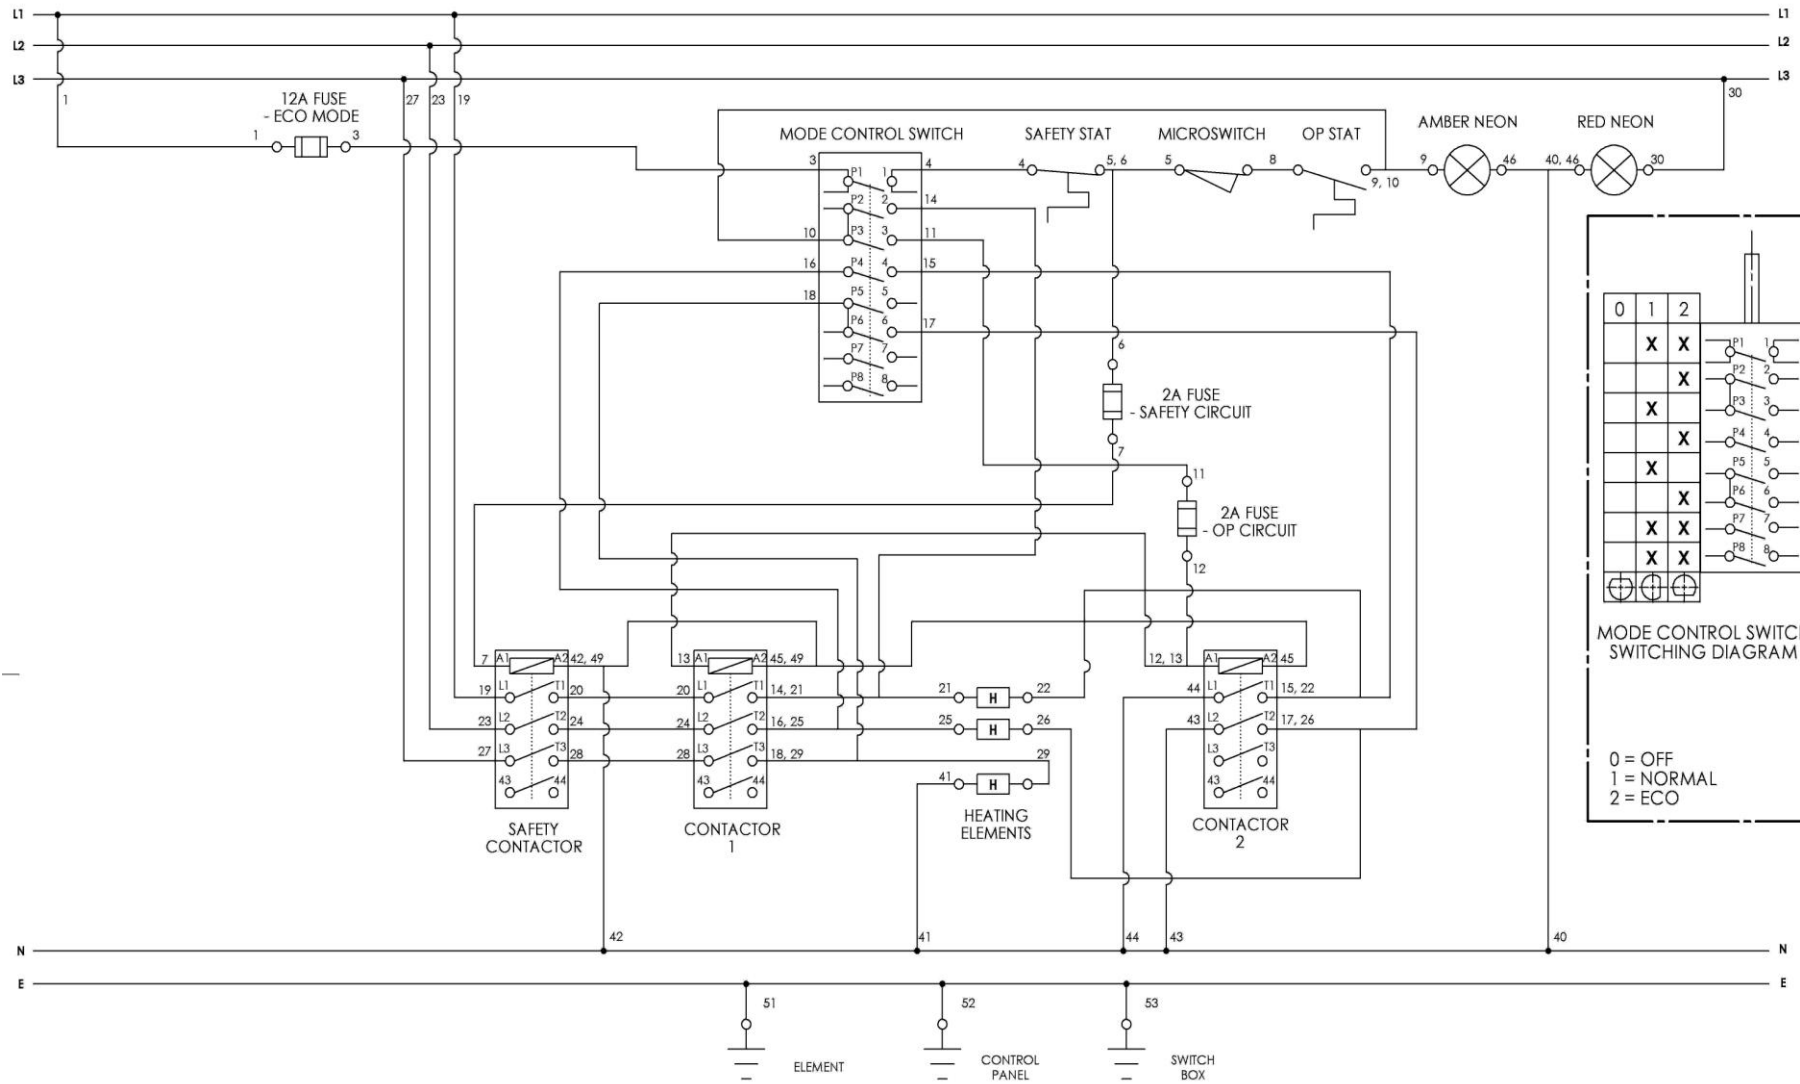 L1 L1
L2 L2
L3 L3
1 27 23 19 30
12A FUSE
- ECO MODE
1 3
MODE CONTROL SWITCH SAFETY STAT MICROSWITCH OP STAT AMBER NEON RED NEON
3 4 4 5, 6 5 8 9, 10 9 46 40, 46 30
P1 1
P2 2 14
10 P3 3 11
16 P4 4 15
18 P5 5
P6 6 17
P7 7
P8 8
6
2A FUSE
- SAFETY CIRCUIT
7
11
2A FUSE
- OP CIRCUIT
12
0 1 2
X X P1 1
X P2 2
X P3 3
X P4 4
X P5 5
X P6 6
X X P7 7
X X P8 8
MODE CONTROL SWITC
SWITCHING DIAGRAM
0 = OFF
1 = NORMAL
2 = ECO
7 A1 A2 42, 49 13 A1 A2 45, 49 12, 13 A1 A2 45
19 L1 T1 20 20 L1 T1 14, 21 21 H 22 44 L1 T1 15, 22
23 L2 T2 24 24 L2 T2 16, 25 25 H 26 43 L2 T2 17, 26
27 L3 T3 28 28 L3 T3 18, 29 29 L3 T3
43 44 43 44 41 H 43 44
SAFETY
CONTACTOR
CONTACTOR
1
HEATING
ELEMENTS
CONTACTOR
2
42 41 44 43 40
N N
E E
51 52 53
ELEMENT
CONTROL
PANEL
SWITCH
BOX